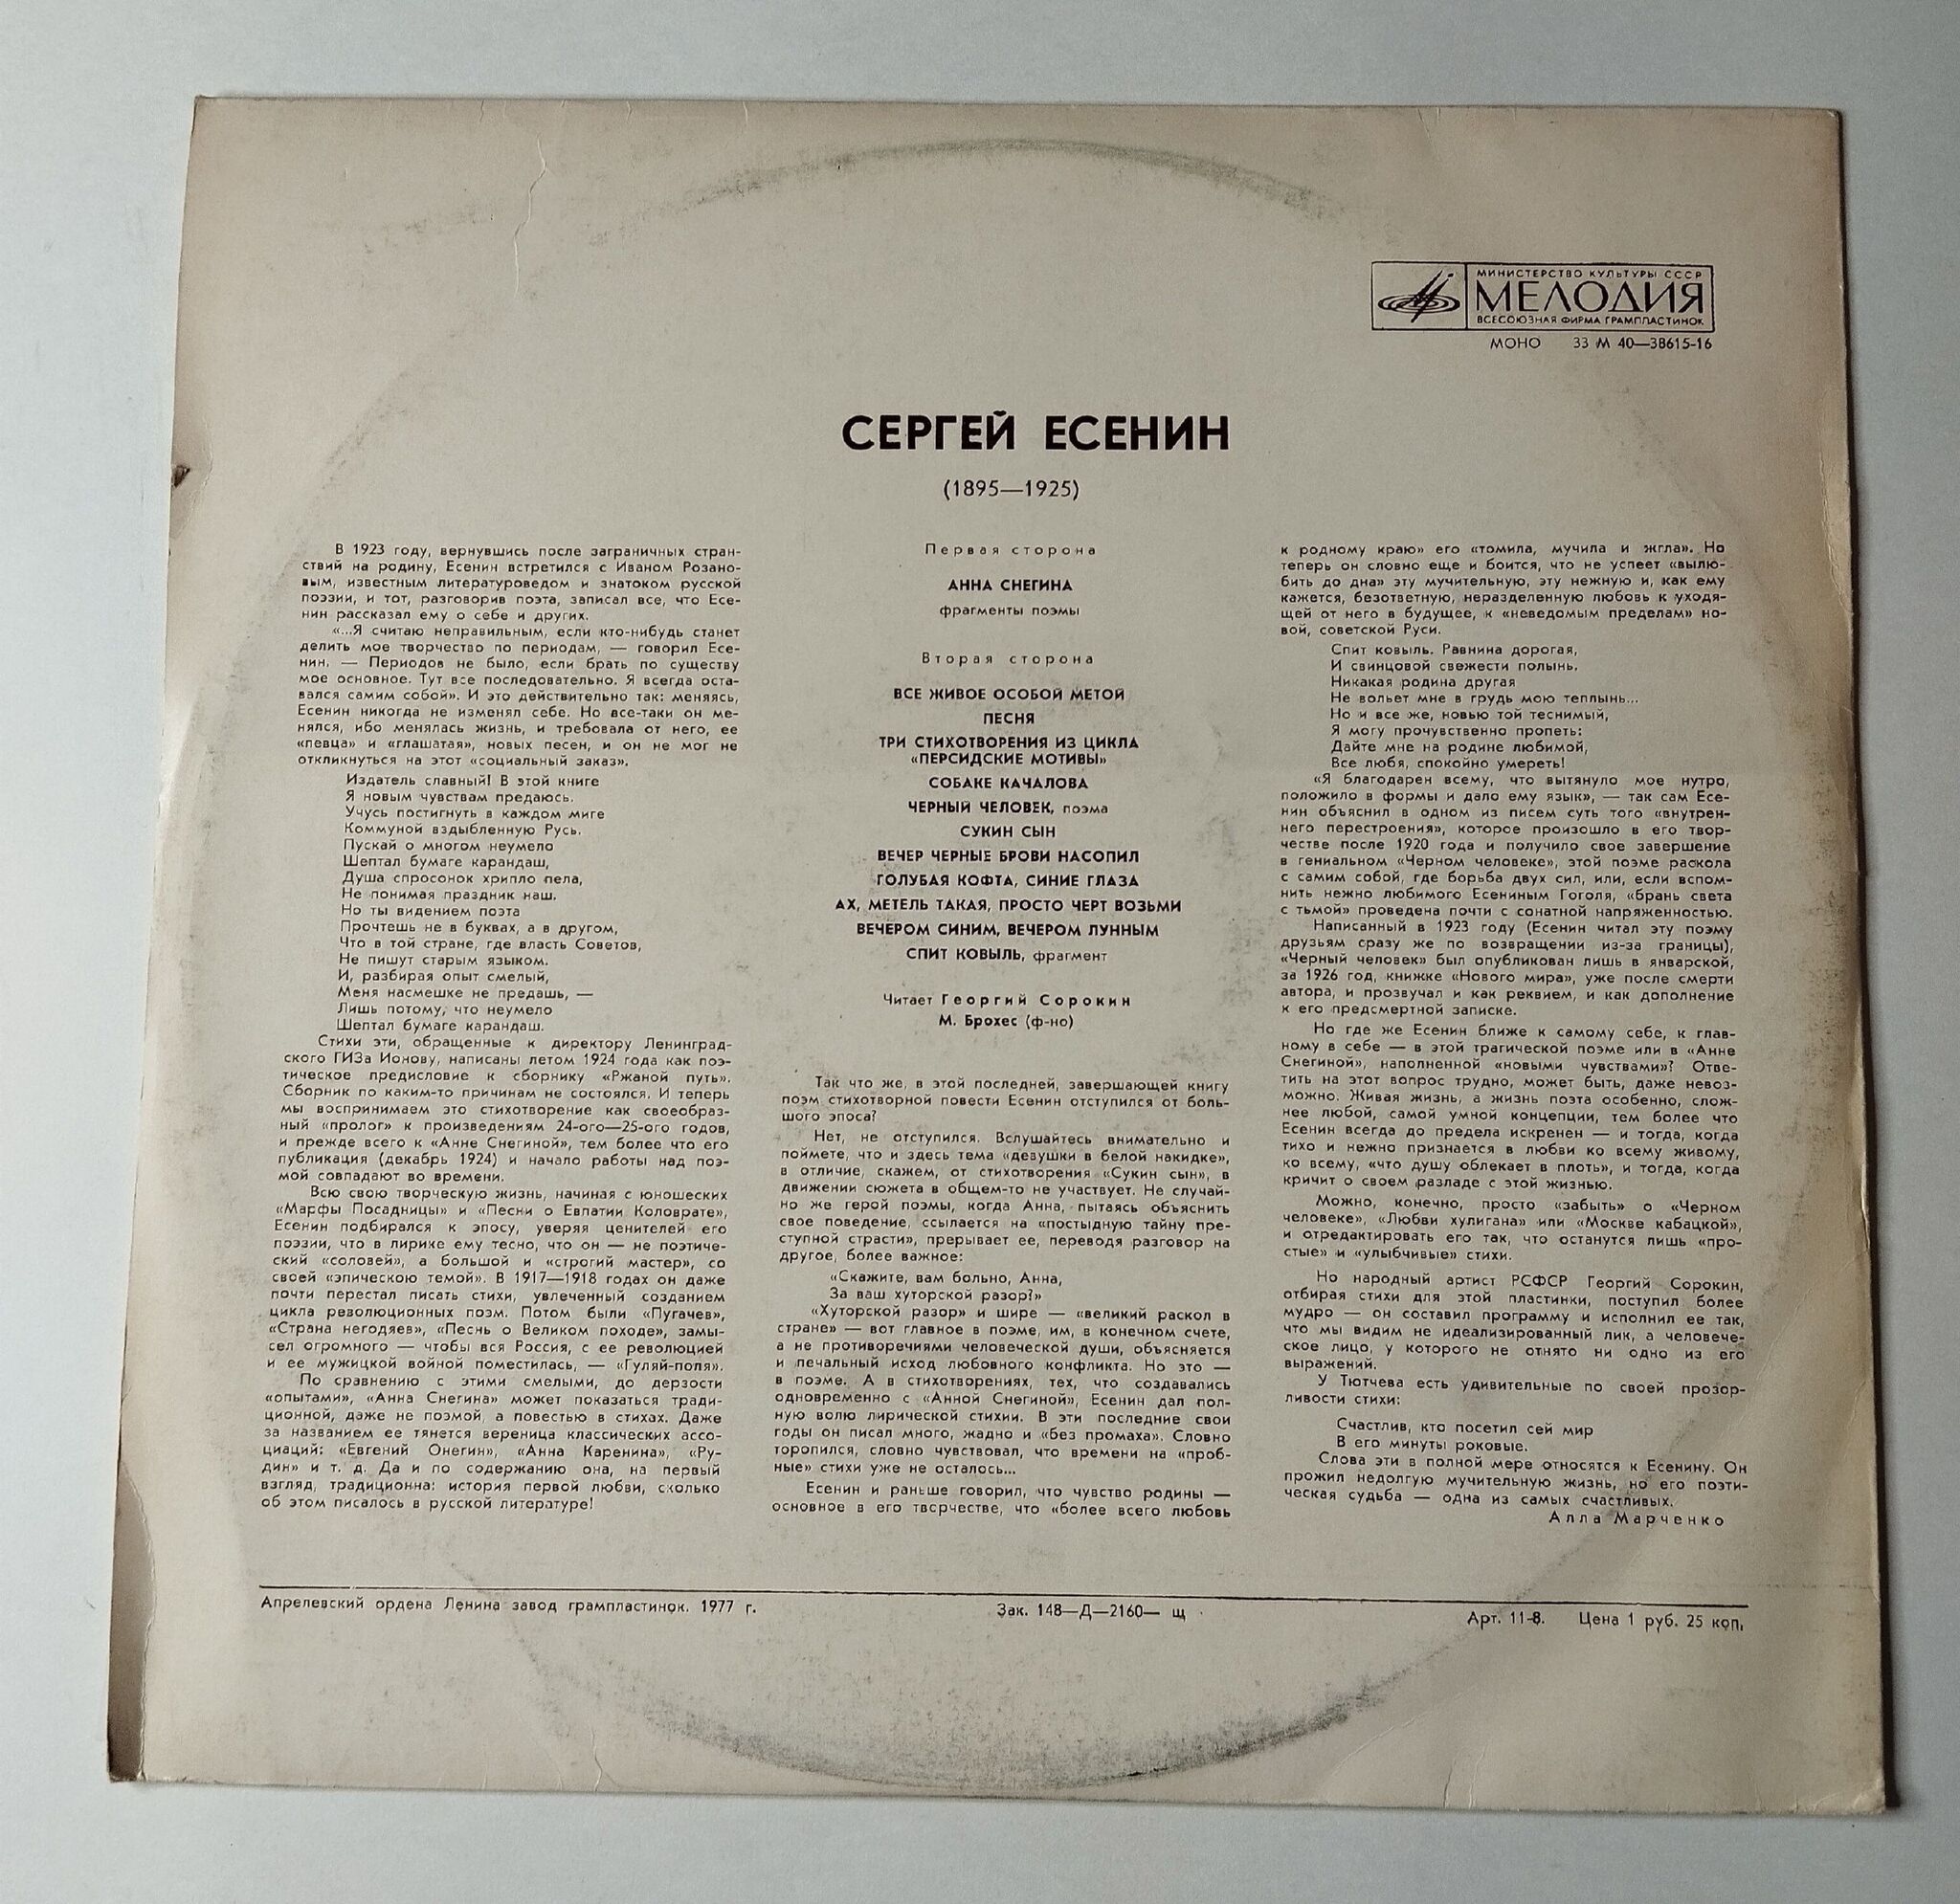 МИНИСТЕРСТВО КУЛЬТУРЫ СССР
МЕЛОДИЯ
ВСЕСОЮЗНАЯ ФИРМА ГРАМПЛАСТИНОК
МОНО 33 М 40—38615-16
СЕРГЕЙ ЕСЕНИН
(1895—1925)
В 1923 году, вернувшись после заграничных стран-
ствий на родину, Есенин встретился с Иваном Розано-
вым, известным литературоведом и знатоком русской
поэзии, и тот, разговорив поэта, записал все, что Есе-
нин рассказал ему о себе и других.
«...Я считаю неправильным, если кто-нибудь станет
делить мое творчество по периодам, — говорил Есе-
нин. — Периодов не было, если брать по существу
мое основное. Тут все последовательно. Я всегда оста-
вался самим собой». И это действительно так: меняясь,
Есенин никогда не изменял себе. Но все-таки он ме-
нялся, ибо менялась жизнь, и требовала от него, ее
«певца» и «глашатая», новых песен, и он не мог не
откликнуться на этот «социальный заказ».
Издатель славный! В этой книге
Я новым чувствам предаюсь.
Учусь постигнуть в каждом миге
Коммуной вздыбленную Русь.
Пускай о многом неумело
Шептал бумаге карандаш,
Душа спросонок хрипло пела,
Не понимая праздник наш.
Но ты видением поэта
Прочтешь не в буквах, а в другом,
Что в той стране, где власть Советов,
Не пишут старым языком.
И, разбирая опыт смелый,
Меня насмешке не предашь, —
Лишь потому, что неумело
Шептал бумаге карандаш.
Стихи эти, обращенные к директору Ленинград-
ского ГИЗа Ионову, написаны летом 1924 года как поэ-
тическое предисловие к сборнику «Ржаной путь».
Сборник по каким-то причинам не состоялся. И теперь
мы воспринимаем это стихотворение как своеобраз-
ный «пролог» к произведениям 24-ого—25-ого годов,
и прежде всего к «Анне Снегиной», тем более что его
публикация (декабрь 1924) и начало работы над поэ-
мой совпадают во времени.
Всю свою творческую жизнь, начиная с юношеских
«Марфы Посадницы» и «Песни о Евпатии Коловрате»,
Есенин подбирался к эпосу, уверяя ценителей его
поэзии, что в лирике ему тесно, что он — не поэтиче-
ский «соловей», а большой и «строгий мастер», со
своей «эпическою темой». В 1917—1918 годах он даже
почти перестал писать стихи, увлеченный созданием
цикла революционных поэм. Потом были «Пугачев»,
«Страна негодяев», «Песнь о Великом походе», замы-
сел огромного — чтобы вся Россия, с ее революцией
и ее мужицкой войной поместилась, — «Гуляй-поля».
По сравнению с этими смелыми, до дерзости
«опытами», «Анна Снегина» может показаться тради-
ционной, даже не поэмой, а повестью в стихах. Даже
за названием ее тянется вереница классических ассо-
циаций: «Евгений Онегин», «Анна Каренина», «Ру-
дин» и т. д. Да и по содержанию она, на первый
взгляд, традиционна: история первой любви, сколько
об этом писалось в русской литературе!
Первая сторона
АННА СНЕГИНА
фрагменты поэмы
Вторая сторона
ВСЕ ЖИВОЕ ОСОБОЙ МЕТОЙ
ПЕСНЯ
ТРИ СТИХОТВОРЕНИЯ ИЗ ЦИКЛА
«ПЕРСИДСКИЕ МОТИВЫ»
СОБАКЕ КАЧАЛОВА
ЧЕРНЫЙ ЧЕЛОВЕК, поэма
СУКИН СЫН
ВЕЧЕР ЧЕРНЫЕ БРОВИ НАСОПИЛ
ГОЛУБАЯ КОФТА, СИНИЕ ГЛАЗА
АХ, МЕТЕЛЬ ТАКАЯ, ПРОСТО ЧЕРТ ВОЗЬМИ
ВЕЧЕРОМ СИНИМ, ВЕЧЕРОМ ЛУННЫМ
СПИТ КОВЫЛЬ, фрагмент
Читает Георгий Сорокин
М. Брохес (ф-но)
Так что же, в этой последней, завершающей книгу
поэм стихотворной повести Есенин отступился от боль-
шого эпоса?
Нет, не отступился. Вслушайтесь внимательно и
поймете, что и здесь тема «девушки в белой накидке»,
в отличие, скажем, от стихотворения «Сукин сын», в
движении сюжета в общем-то не участвует. Не случай-
но же герой поэмы, когда Анна, пытаясь объяснить
свое поведение, ссылается на «постыдную тайну пре-
ступной страсти», прерывает ее, переводя разговор на
другое, более важное:
«Скажите, вам больно, Анна,
За ваш хуторской разор?»
«Хуторской разор» и шире — «великий раскол в
стране» — вот главное в поэме, им, в конечном счете,
а не противоречиями человеческой души, объясняется
и печальный исход любовного конфликта. Но это —
в поэме. А в стихотворениях, тех, что создавались
одновременно с «Анной Снегиной», Есенин дал пол-
ную волю лирической стихии. В эти последние свои
годы он писал много, жадно и «без промаха». Словно
торопился, словно чувствовал, что времени на «проб-
ные» стихи уже не осталось...
Есенин и раньше говорил, что чувство родины —
основное в его творчестве, что «более всего любовь
к родному краю» его «томила, мучила и жгла». Но
теперь он словно еще и боится, что не успеет «вылю-
бить до дна» эту мучительную, эту нежную и, как ему
кажется, безответную, неразделенную любовь к уходя-
щей от него в будущее, к «неведомым пределам» но-
вой, советской Руси.
Спит ковыль. Равнина дорогая,
И свинцовой свежести полынь.
Никакая родина другая
Не вольет мне в грудь мою теплынь...
Но и все же, новью той теснимый,
Я могу прочувственно пропеть:
Дайте мне на родине любимой,
Все любя, спокойно умереть!
«Я благодарен всему, что вытянуло мое нутро,
положило в формы и дало ему язык», — так сам Есе-
нин объяснил в одном из писем суть того «внутрен-
него перестроения», которое произошло в его твор-
честве после 1920 года и получило свое завершение
в гениальном «Черном человеке», этой поэме раскола
с самим собой, где борьба двух сил, или, если вспом-
нить нежно любимого Есениным Гоголя, «брань света
с тьмой» проведена почти с сонатной напряженностью.
Написанный в 1923 году (Есенин читал эту поэму
друзьям сразу же по возвращении из-за границы),
«Черный человек» был опубликован лишь в январской,
за 1926 год, книжке «Нового мира», уже после смерти
автора, и прозвучал и как реквием, и как дополнение
к его предсмертной записке.
Но где же Есенин ближе к самому себе, к глав-
ному в себе — в этой трагической поэме или в «Анне
Снегиной», наполненной «новыми чувствами»? Отве-
тить на этот вопрос трудно, может быть, даже невоз-
можно. Живая жизнь, а жизнь поэта особенно, слож-
нее любой, самой умной концепции, тем более что
Есенин всегда до предела искренен — и тогда, когда
тихо и нежно признается в любви ко всему живому,
ко всему, «что душу облекает в плоть», и тогда, когда
кричит о своем разладе с этой жизнью.
Можно, конечно, просто «забыть» о «Черном
человеке», «Любви хулигана» или «Москве кабацкой»,
и отредактировать его так, что останутся лишь «про-
стые» и «улыбчивые» стихи.
Но народный артист РСФСР Георгий Сорокин,
отбирая стихи для этой пластинки, поступил более
мудро — он составил программу и исполнил ее так,
что мы видим не идеализированный лик, а человече-
ское лицо, у которого не отнято ни одно из его
выражений.
У Тютчева есть удивительные по своей прозор-
ливости стихи:
Счастлив, кто посетил сей мир
В его минуты роковые.
Слова эти в полной мере относятся к Есенину. Он
прожил недолгую мучительную жизнь, но его поэти-
ческая судьба — одна из самых счастливых.
Алла Марченко
Апрелевский ордена Ленина завод грампластинок. 1977 г.
Зак. 148—Д—2160— щ
Арт. 11-8. Цена 1 руб. 25 коп.